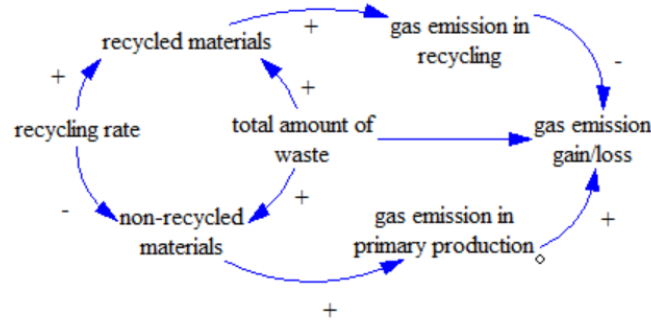 +
recycled materials
gas emission in
recycling
+
-
+
recycling rate
total amount of
waste
gas emission
gain/loss
-
+
non-recycled
materials
gas emission in
primary production
+
+